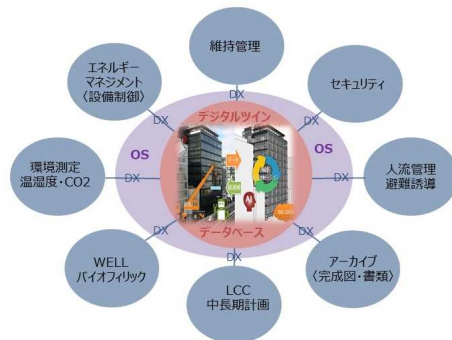 維持管理
エネルギー
マネジメント
〈設備制御〉
セキュリティ
DX
DX
DX
デジタルツイン
OS
OS
環境測定
温湿度・CO2
DX
DX
人流管理
避難誘導
AI
データベース
DX
DX
DX
WELL
バイオフィリック
LCC
中長期計画
アーカイブ
〈完成図・書類〉